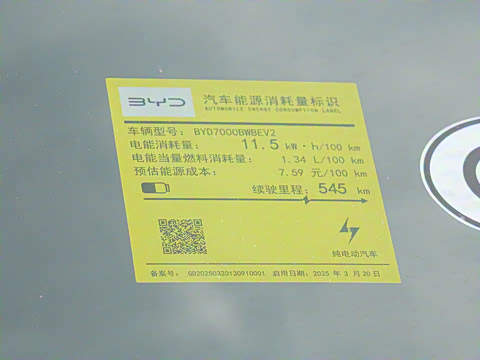 BYD 汽车能源消耗量标识
AUTOMOBILE ENERGY CONSUMPTION LABEL
车辆型号: BYD7000BWBEV2
电能消耗量: 11.5 kW·h/100 km
电能当量燃料消耗量: 1.34 L/100 km
预估能源成本: 7.59 元/100 km
续驶里程: 545 km
纯电动汽车
备案号: GD20250320130910001 启用日期: 2025 年 3 月 20 日